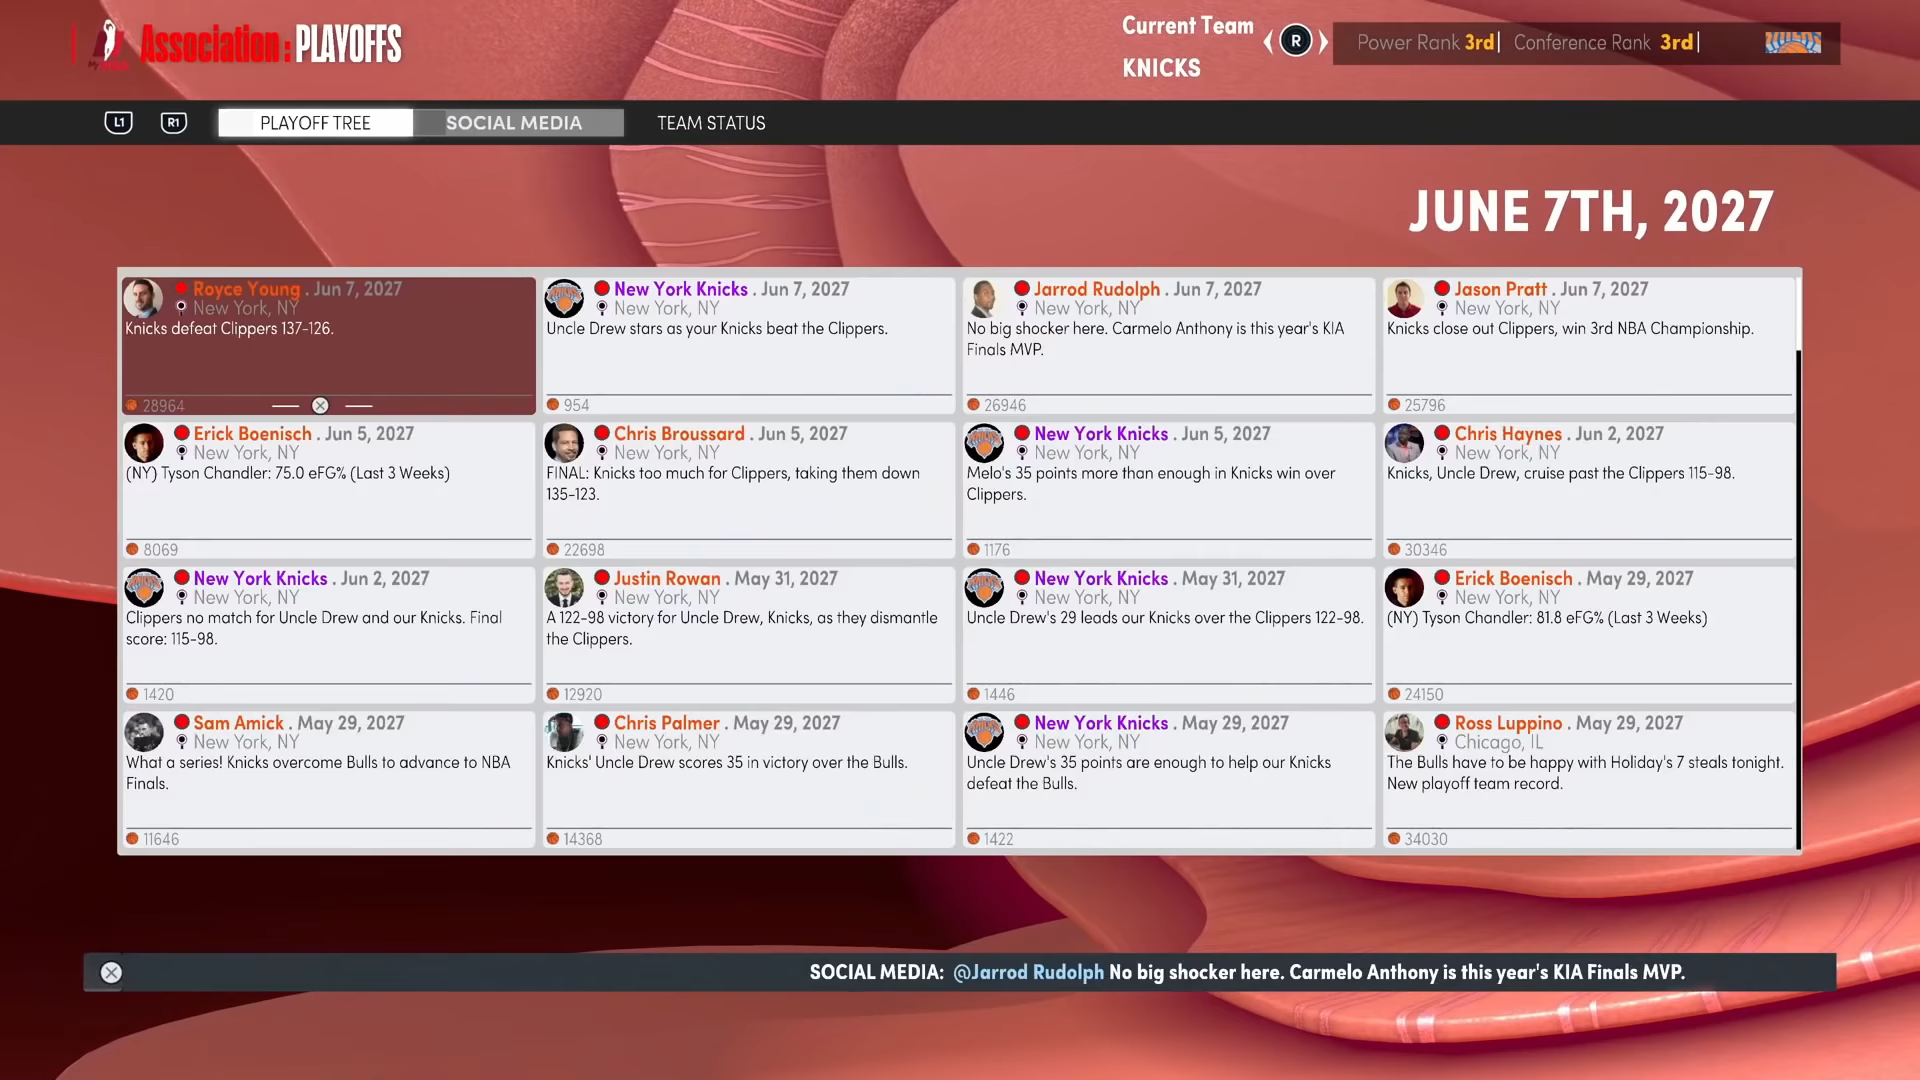 Association: PLAYOFFS
Current Team
KNICKS
R
Power Rank 3rd| Conference Rank 3rd|
L1 R1 PLAYOFF TREE SOCIAL MEDIA TEAM STATUS
JUNE 7TH, 2027
Royce Young . Jun 7, 2027
New York, NY
Knicks defeat Clippers 137-126.
28964
New York Knicks . Jun 7, 2027
New York, NY
Uncle Drew stars as your Knicks beat the Clippers.
954
Jarrod Rudolph . Jun 7, 2027
New York, NY
No big shocker here. Carmelo Anthony is this year's KIA
Finals MVP.
26946
Jason Pratt . Jun 7, 2027
New York, NY
Knicks close out Clippers, win 3rd NBA Championship.
25796
Erick Boenisch . Jun 5, 2027
New York, NY
(NY) Tyson Chandler: 75.0 eFG% (Last 3 Weeks)
8069
Chris Broussard . Jun 5, 2027
New York, NY
FINAL: Knicks too much for Clippers, taking them down
135-123.
22698
New York Knicks . Jun 5, 2027
New York, NY
Melo's 35 points more than enough in Knicks win over
Clippers.
1176
Chris Haynes . Jun 2, 2027
New York, NY
Knicks, Uncle Drew, cruise past the Clippers 115-98.
30346
New York Knicks . Jun 2, 2027
New York, NY
Clippers no match for Uncle Drew and our Knicks. Final
score: 115-98.
1420
Justin Rowan . May 31, 2027
New York, NY
A 122-98 victory for Uncle Drew, Knicks, as they dismantle
the Clippers.
12920
New York Knicks . May 31, 2027
New York, NY
Uncle Drew's 29 leads our Knicks over the Clippers 122-98.
1446
Erick Boenisch . May 29, 2027
New York, NY
(NY) Tyson Chandler: 81.8 eFG% (Last 3 Weeks)
24150
Sam Amick . May 29, 2027
New York, NY
What a series! Knicks overcome Bulls to advance to NBA
Finals.
11646
Chris Palmer . May 29, 2027
New York, NY
Knicks' Uncle Drew scores 35 in victory over the Bulls.
14368
New York Knicks . May 29, 2027
New York, NY
Uncle Drew's 35 points are enough to help our Knicks
defeat the Bulls.
1422
Ross Luppino . May 29, 2027
Chicago, IL
The Bulls have to be happy with Holiday's 7 steals tonight.
New playoff team record.
34030
SOCIAL MEDIA: @Jarrod Rudolph No big shocker here. Carmelo Anthony is this year's KIA Finals MVP.